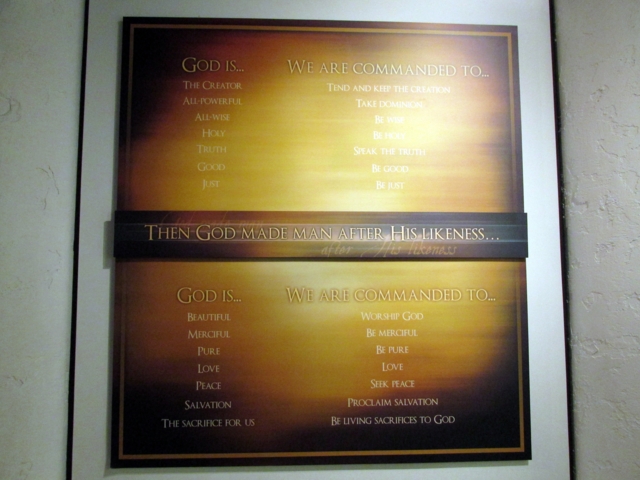 GOD IS... WE ARE COMMANDED TO...
THE CREATOR TEND AND KEEP THE CREATION
ALL-POWERFUL TAKE DOMINION
ALL-WISE BE WISE
HOLY BE HOLY
TRUTH SPEAK THE TRUTH
GOOD BE GOOD
JUST BE JUST
THEN GOD MADE MAN AFTER HIS LIKENESS...
after His likeness
GOD IS... WE ARE COMMANDED TO...
BEAUTIFUL WORSHIP GOD
MERCIFUL BE MERCIFUL
PURE BE PURE
LOVE LOVE
PEACE SEEK PEACE
SALVATION PROCLAIM SALVATION
THE SACRIFICE FOR US BE LIVING SACRIFICES TO GOD